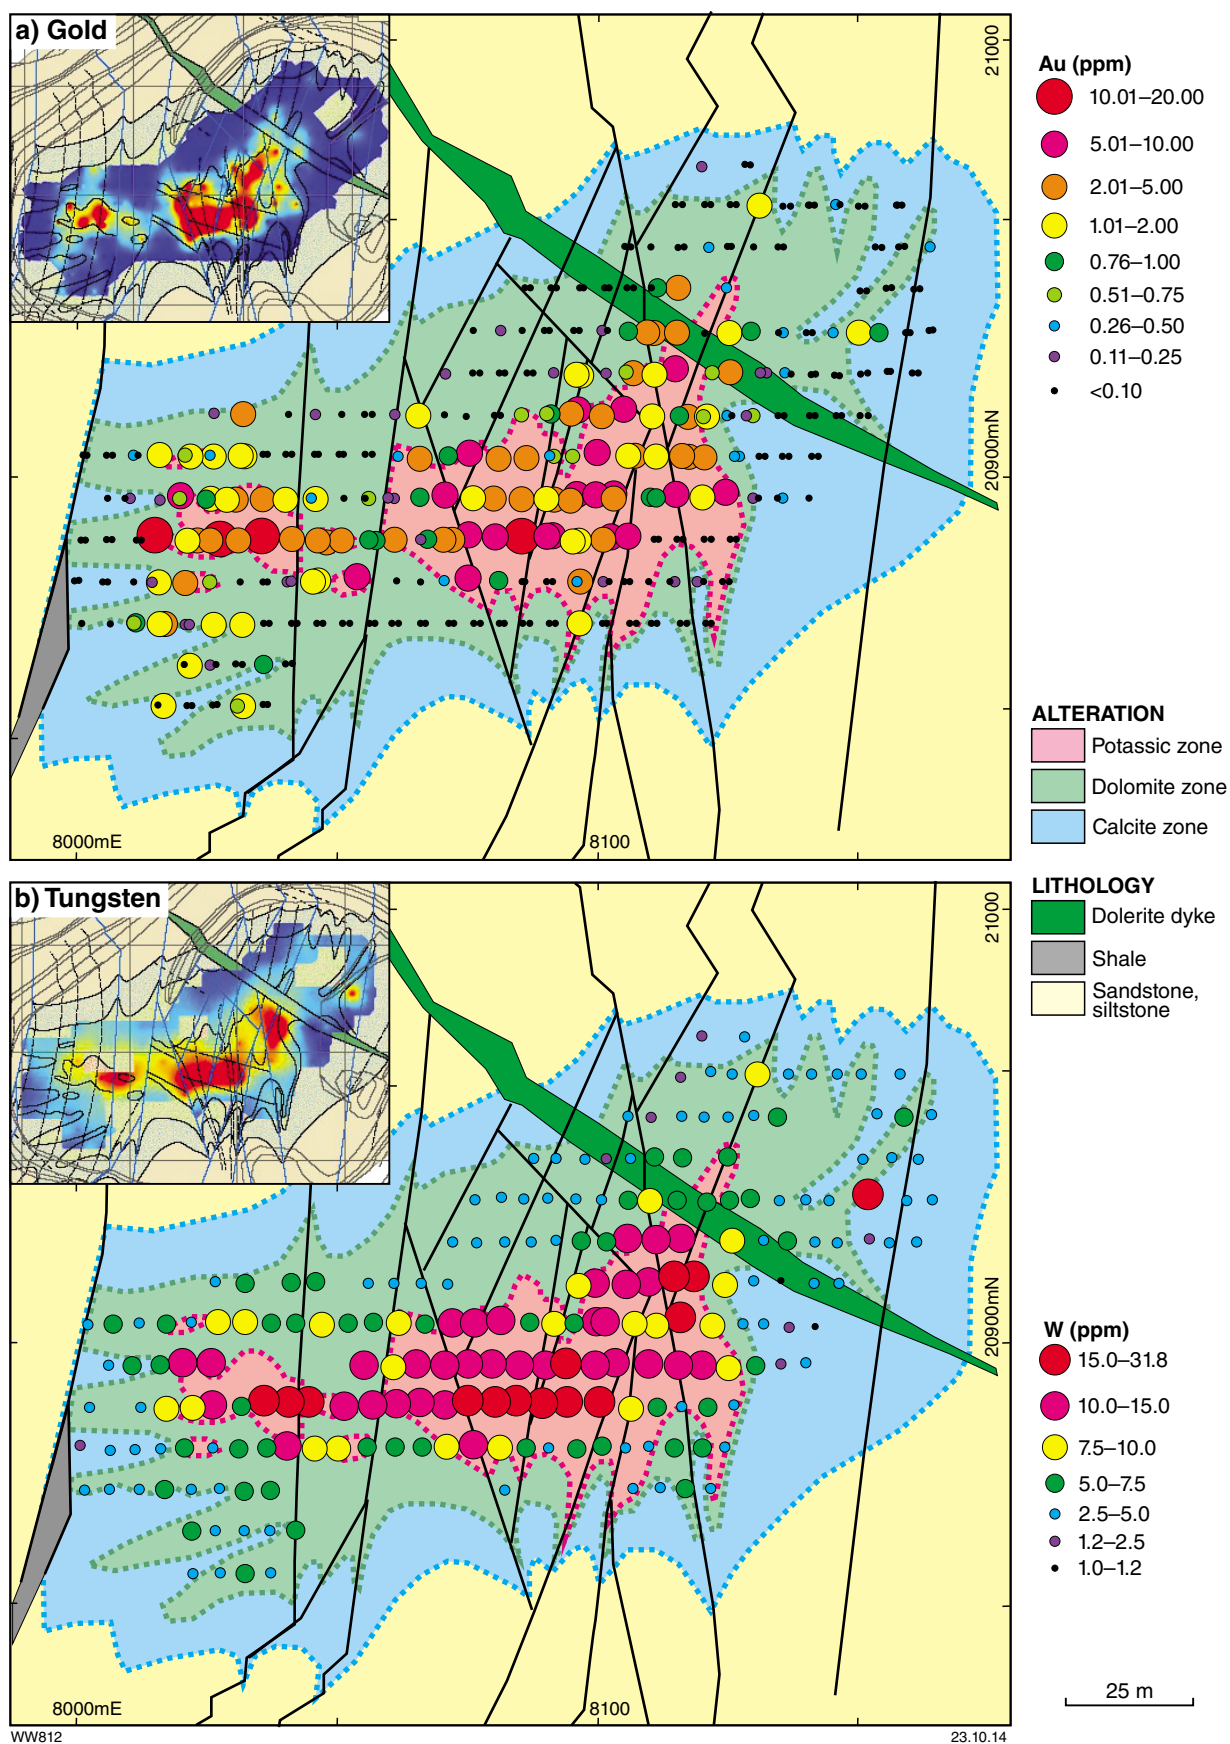 a) Gold
21000
20900mN
8000mE
8100
Au (ppm)
10.01–20.00
5.01–10.00
2.01–5.00
1.01–2.00
0.76–1.00
0.51–0.75
0.26–0.50
0.11–0.25
<0.10
ALTERATION
Potassic zone
Dolomite zone
Calcite zone
LITHOLOGY
Dolerite dyke
Shale
Sandstone,
siltstone
b) Tungsten
21000
20900mN
8000mE
8100
W (ppm)
15.0–31.8
10.0–15.0
7.5–10.0
5.0–7.5
2.5–5.0
1.2–2.5
1.0–1.2
25 m
WW812
23.10.14